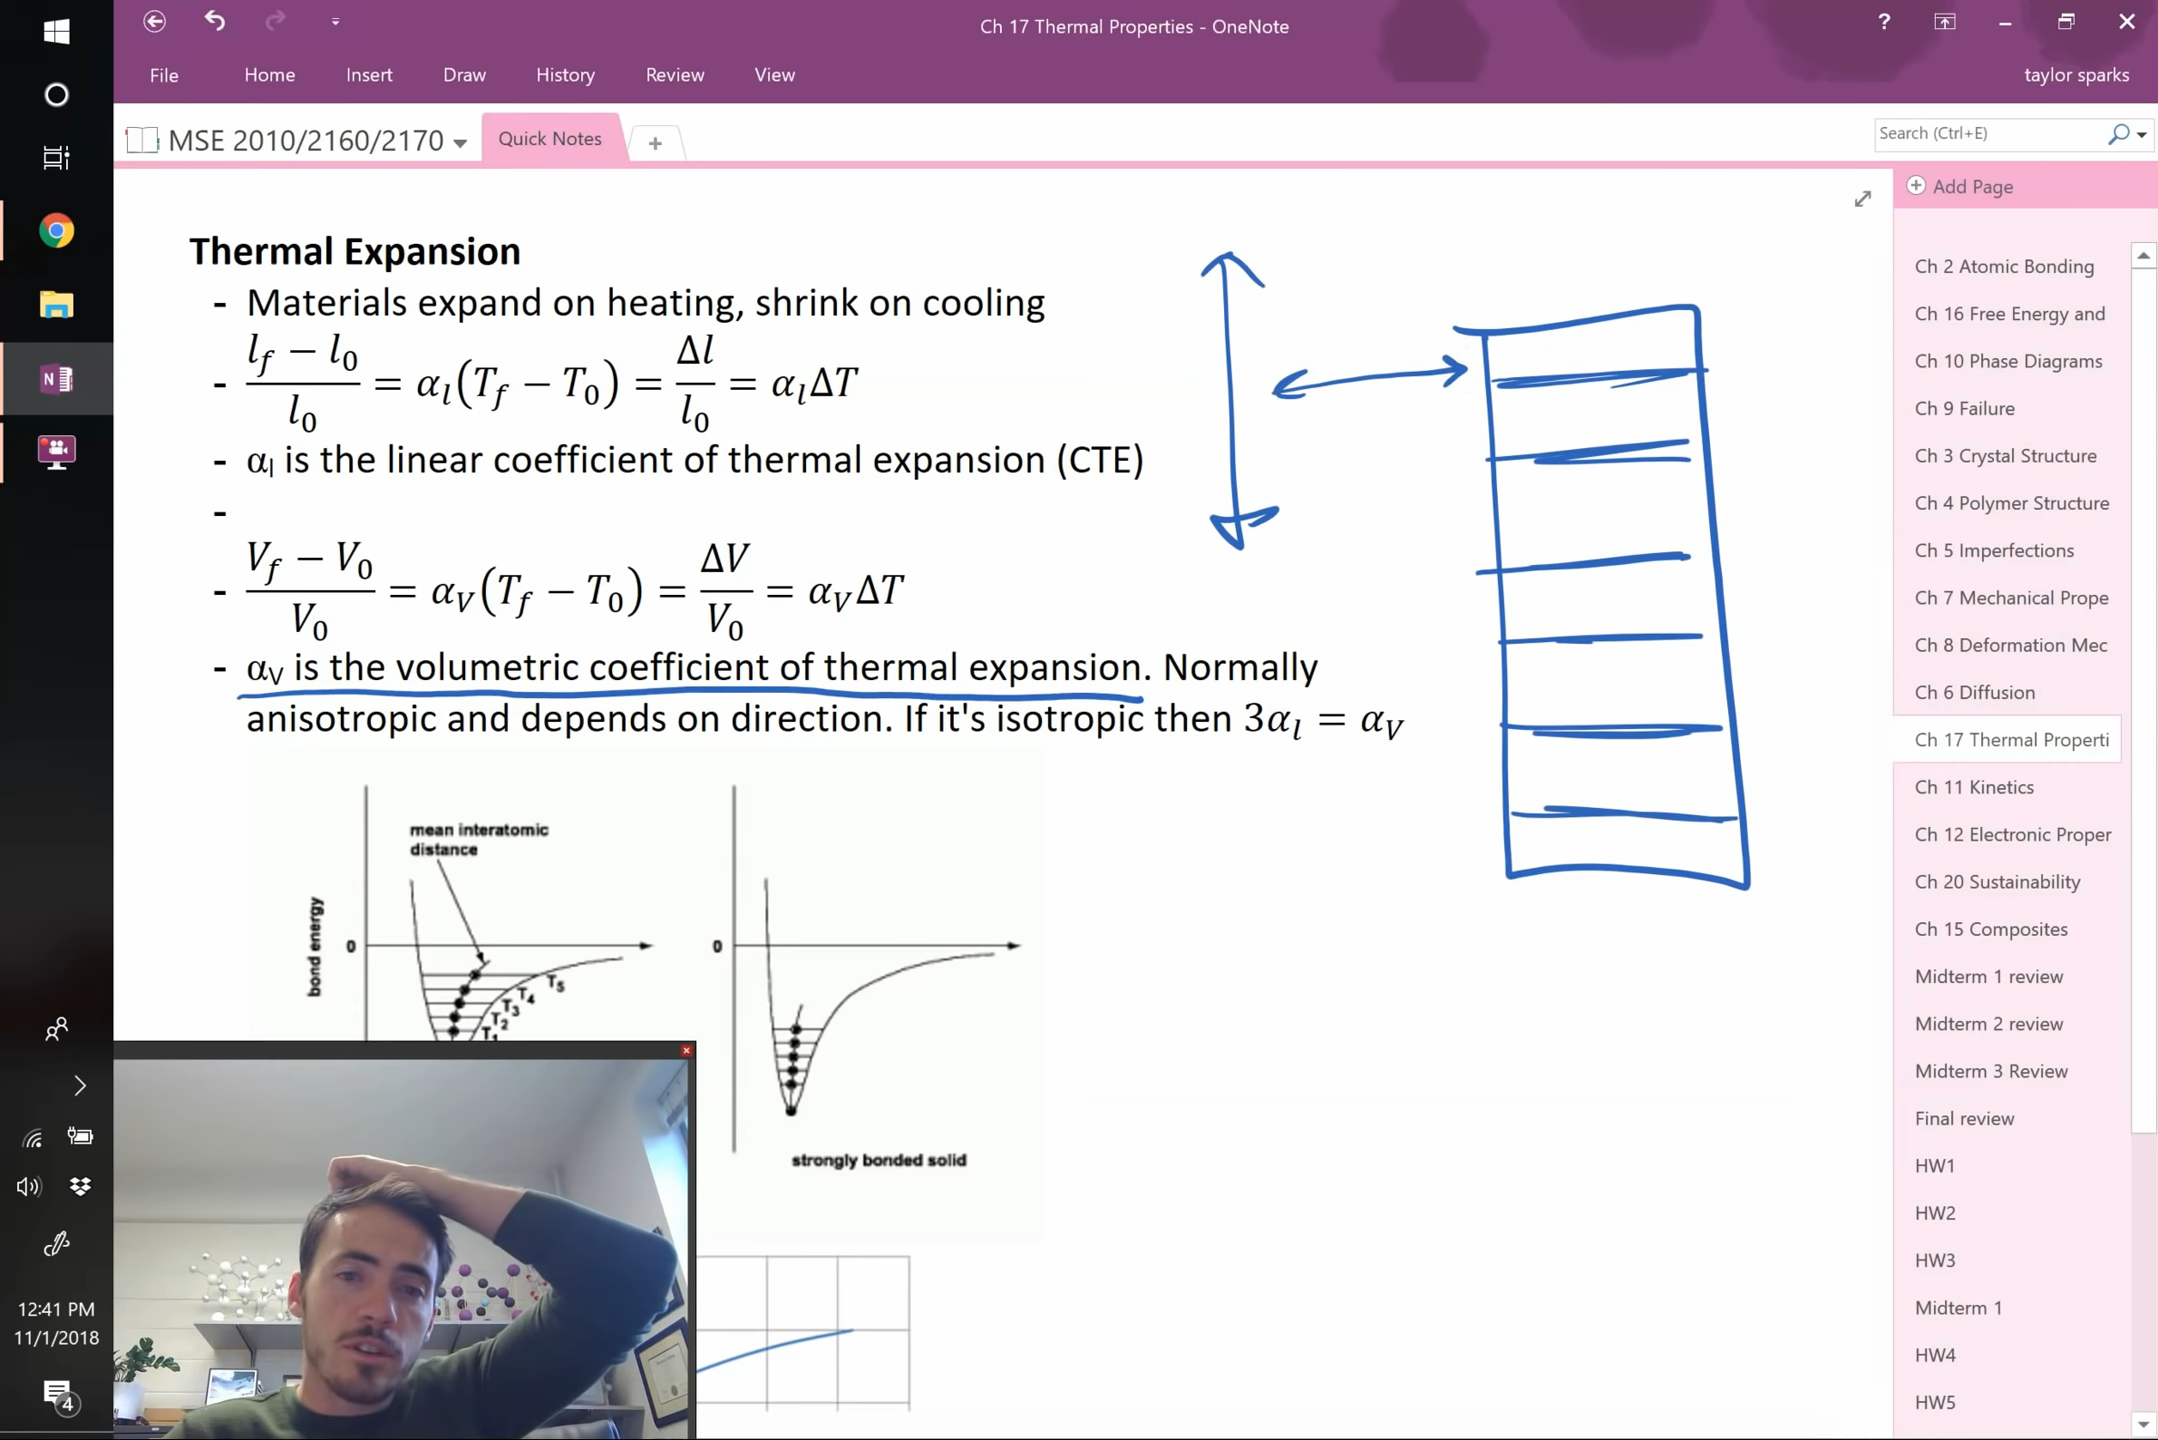 Ch 17 Thermal Properties - OneNote
?
File Home Insert Draw History Review View
taylor sparks
MSE 2010/2160/2170
Quick Notes
+
Search (Ctrl+E)
Add Page
Thermal Expansion
- Materials expand on heating, shrink on cooling
- (l_f − l_0)/l_0 = α_l(T_f − T_0) = Δl/l_0 = α_lΔT
- α_l is the linear coefficient of thermal expansion (CTE)
-
- (V_f − V_0)/V_0 = α_V(T_f − T_0) = ΔV/V_0 = α_VΔT
- α_V is the volumetric coefficient of thermal expansion. Normally
anisotropic and depends on direction. If it's isotropic then 3α_l = α_V
mean interatomic
distance
bond energy
0
T5
T4
T3
T2
T1
0
strongly bonded solid
Ch 2 Atomic Bonding
Ch 16 Free Energy and
Ch 10 Phase Diagrams
Ch 9 Failure
Ch 3 Crystal Structure
Ch 4 Polymer Structure
Ch 5 Imperfections
Ch 7 Mechanical Prope
Ch 8 Deformation Mec
Ch 6 Diffusion
Ch 17 Thermal Properti
Ch 11 Kinetics
Ch 12 Electronic Proper
Ch 20 Sustainability
Ch 15 Composites
Midterm 1 review
Midterm 2 review
Midterm 3 Review
Final review
HW1
HW2
HW3
Midterm 1
HW4
HW5
N
12:41 PM
11/1/2018
4